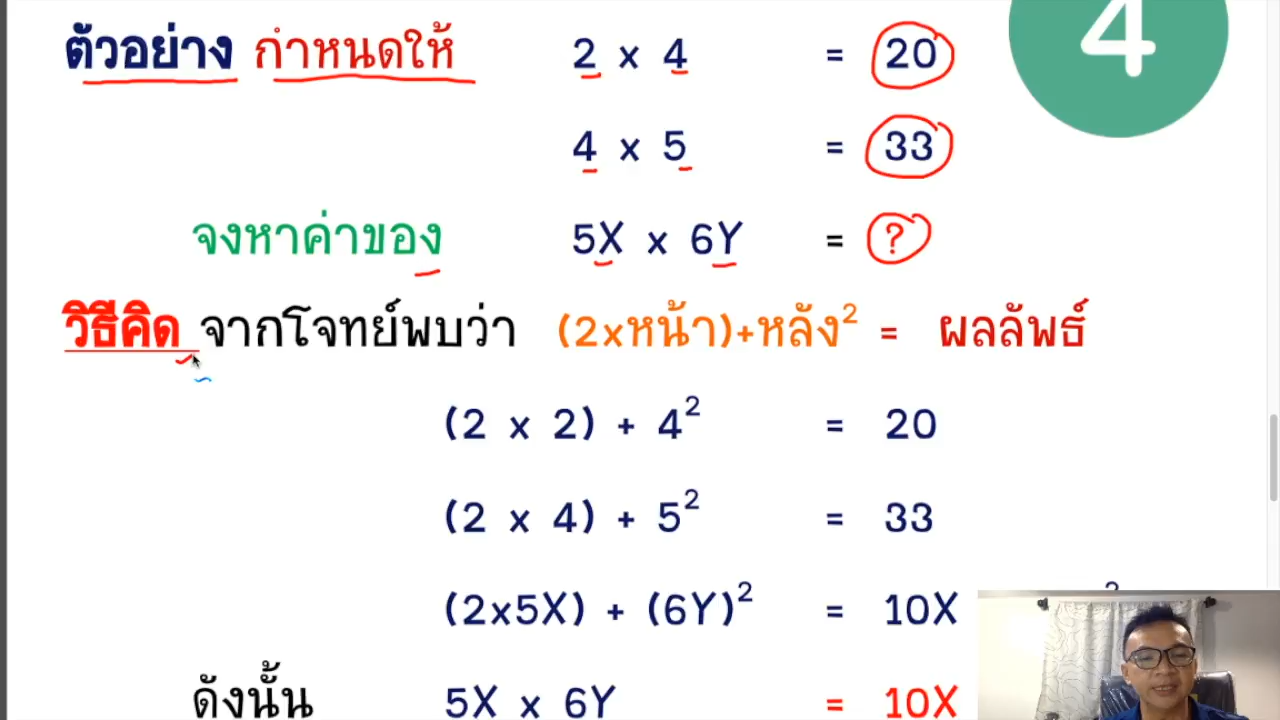 4
ตัวอย่าง กำหนดให้ 2 x 4 = 20
4 x 5 = 33
จงหาค่าของ 5X x 6Y = ?
วิธีคิด จากโจทย์พบว่า (2xหน้า)+หลัง² = ผลลัพธ์
(2 x 2) + 4² = 20
(2 x 4) + 5² = 33
(2x5X) + (6Y)² = 10X ²
ดังนั้น 5X x 6Y = 10X